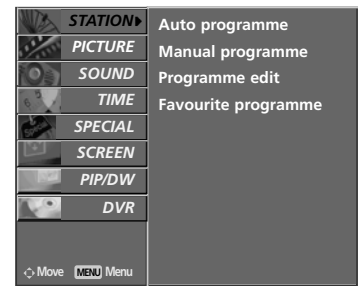 STATION
PICTURE
SOUND
TIME
SPECIAL
SCREEN
PIP/DW
DVR
Move MENU Menu
Auto programme
Manual programme
Programme edit
Favourite programme